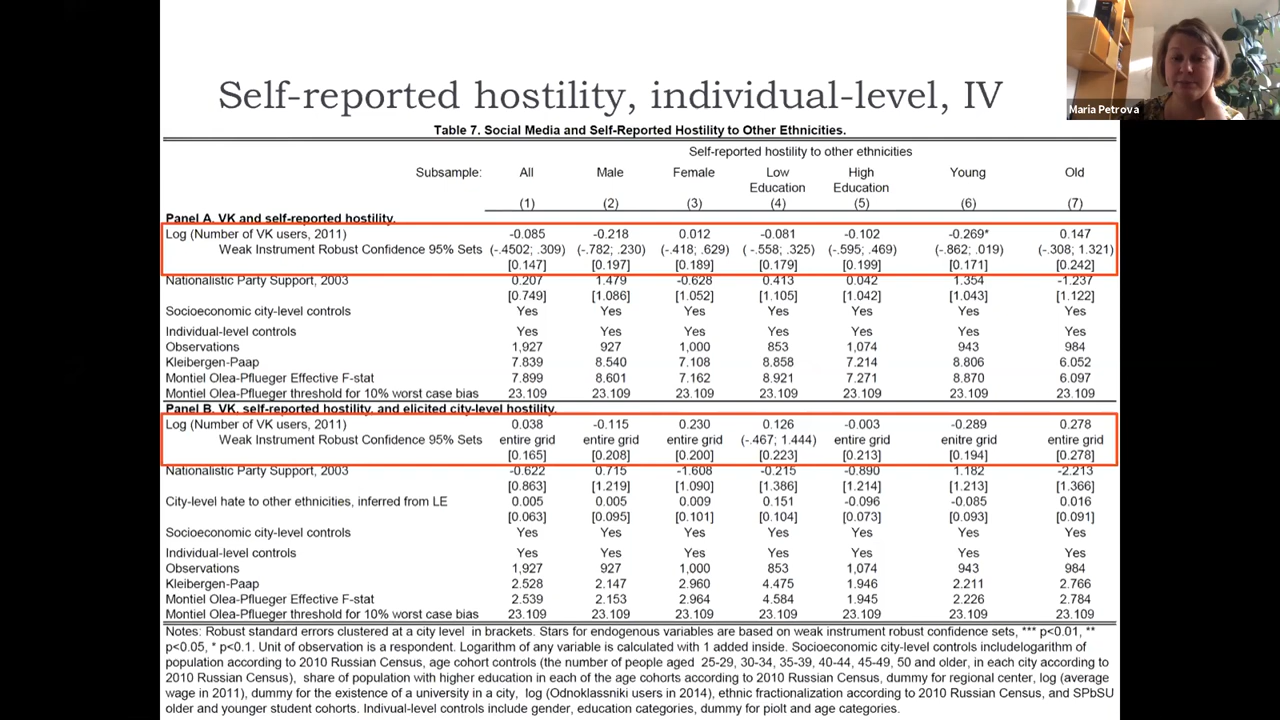 Maria Petrova
Self-reported hostility, individual-level, IV
Table 7. Social Media and Self-Reported Hostility to Other Ethnicities.
Self-reported hostility to other ethnicities
Subsample: All Male Female Low Education High Education Young Old
(1) (2) (3) (4) (5) (6) (7)
Panel A. VK and self-reported hostility.
Log (Number of VK users, 2011) -0.085 -0.218 0.012 -0.081 -0.102 -0.269* 0.147
Weak Instrument Robust Confidence 95% Sets (-.4502; .309) (-.782; .230) (-.418; .629) ( -.558; .325) (-.595; .469) (-.862; .019) (-.308; 1.321)
[0.147] [0.197] [0.189] [0.179] [0.199] [0.171] [0.242]
Nationalistic Party Support, 2003 0.207 1.479 -0.628 0.413 0.042 1.354 -1.237
[0.749] [1.086] [1.052] [1.105] [1.042] [1.043] [1.122]
Socioeconomic city-level controls Yes Yes Yes Yes Yes Yes Yes
Individual-level controls Yes Yes Yes Yes Yes Yes Yes
Observations 1,927 927 1,000 853 1,074 943 984
Kleibergen-Paap 7.839 8.540 7.108 8.858 7.214 8.806 6.052
Montiel Olea-Pflueger Effective F-stat 7.899 8.601 7.162 8.921 7.271 8.870 6.097
Montiel Olea-Pflueger threshold for 10% worst case bias 23.109 23.109 23.109 23.109 23.109 23.109 23.109
Panel B. VK, self-reported hostility, and elicited city-level hostility.
Log (Number of VK users, 2011) 0.038 -0.115 0.230 0.126 -0.003 -0.289 0.278
Weak Instrument Robust Confidence 95% Sets entire grid entire grid entire grid (-.467; 1.444) entire grid enitre grid entire grid
[0.165] [0.208] [0.200] [0.223] [0.213] [0.194] [0.278]
Nationalistic Party Support, 2003 -0.622 0.715 -1.608 -0.215 -0.890 1.182 -2.213
[0.863] [1.219] [1.090] [1.386] [1.214] [1.213] [1.366]
City-level hate to other ethnicities, inferred from LE 0.005 0.005 0.009 0.151 -0.096 -0.085 0.016
[0.063] [0.095] [0.101] [0.104] [0.073] [0.093] [0.091]
Socioeconomic city-level controls Yes Yes Yes Yes Yes Yes Yes
Individual-level controls Yes Yes Yes Yes Yes Yes Yes
Observations 1,927 927 1,000 853 1,074 943 984
Kleibergen-Paap 2.528 2.147 2.960 4.475 1.946 2.211 2.766
Montiel Olea-Pflueger Effective F-stat 2.539 2.153 2.964 4.584 1.945 2.226 2.784
Montiel Olea-Pflueger threshold for 10% worst case bias 23.109 23.109 23.109 23.109 23.109 23.109 23.109
Notes: Robust standard errors clustered at a city level in brackets. Stars for endogenous variables are based on weak instrument robust confidence sets, *** p<0.01, **
p<0.05, * p<0.1. Unit of observation is a respondent. Logarithm of any variable is calculated with 1 added inside. Socioeconomic city-level controls includelogarithm of
population according to 2010 Russian Census, age cohort controls (the number of people aged 25-29, 30-34, 35-39, 40-44, 45-49, 50 and older, in each city according to
2010 Russian Census), share of population with higher education in each of the age cohorts according to 2010 Russian Census, dummy for regional center, log (average
wage in 2011), dummy for the existence of a university in a city, log (Odnoklassniki users in 2014), ethnic fractionalization according to 2010 Russian Census, and SPbSU
older and younger student cohorts. Indivual-level controls include gender, education categories, dummy for piolt and age categories.